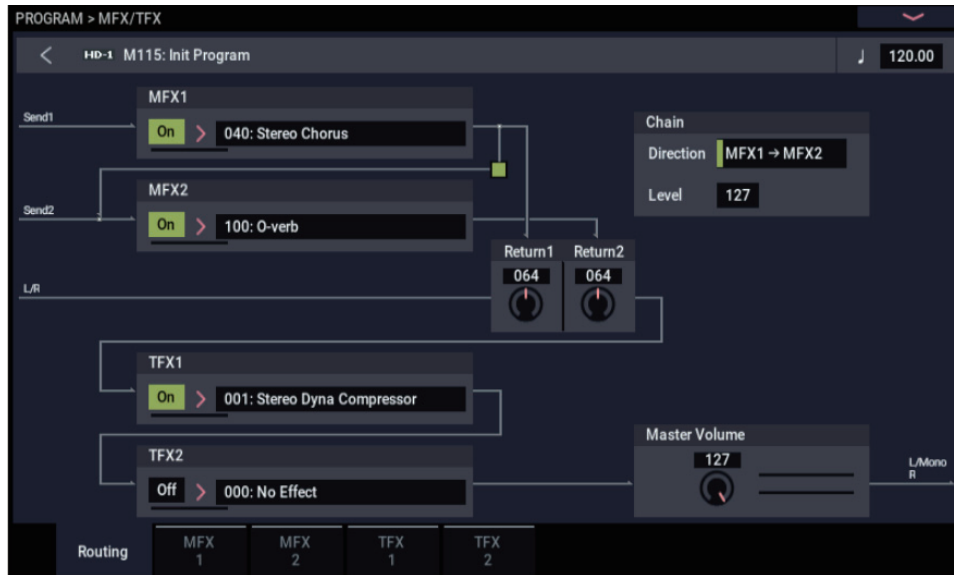 PROGRAM > MFX/TFX
HD-1 M115: Init Program
♩ 120.00
MFX1
Send1
On 040: Stereo Chorus
Chain
Direction MFX1 → MFX2
Level 127
MFX2
Send2
On 100: O-verb
Return1 Return2
064 064
L/R
TFX1
On 001: Stereo Dyna Compressor
Master Volume
127
TFX2
Off 000: No Effect
L/Mono
R
Routing
MFX
1
MFX
2
TFX
1
TFX
2